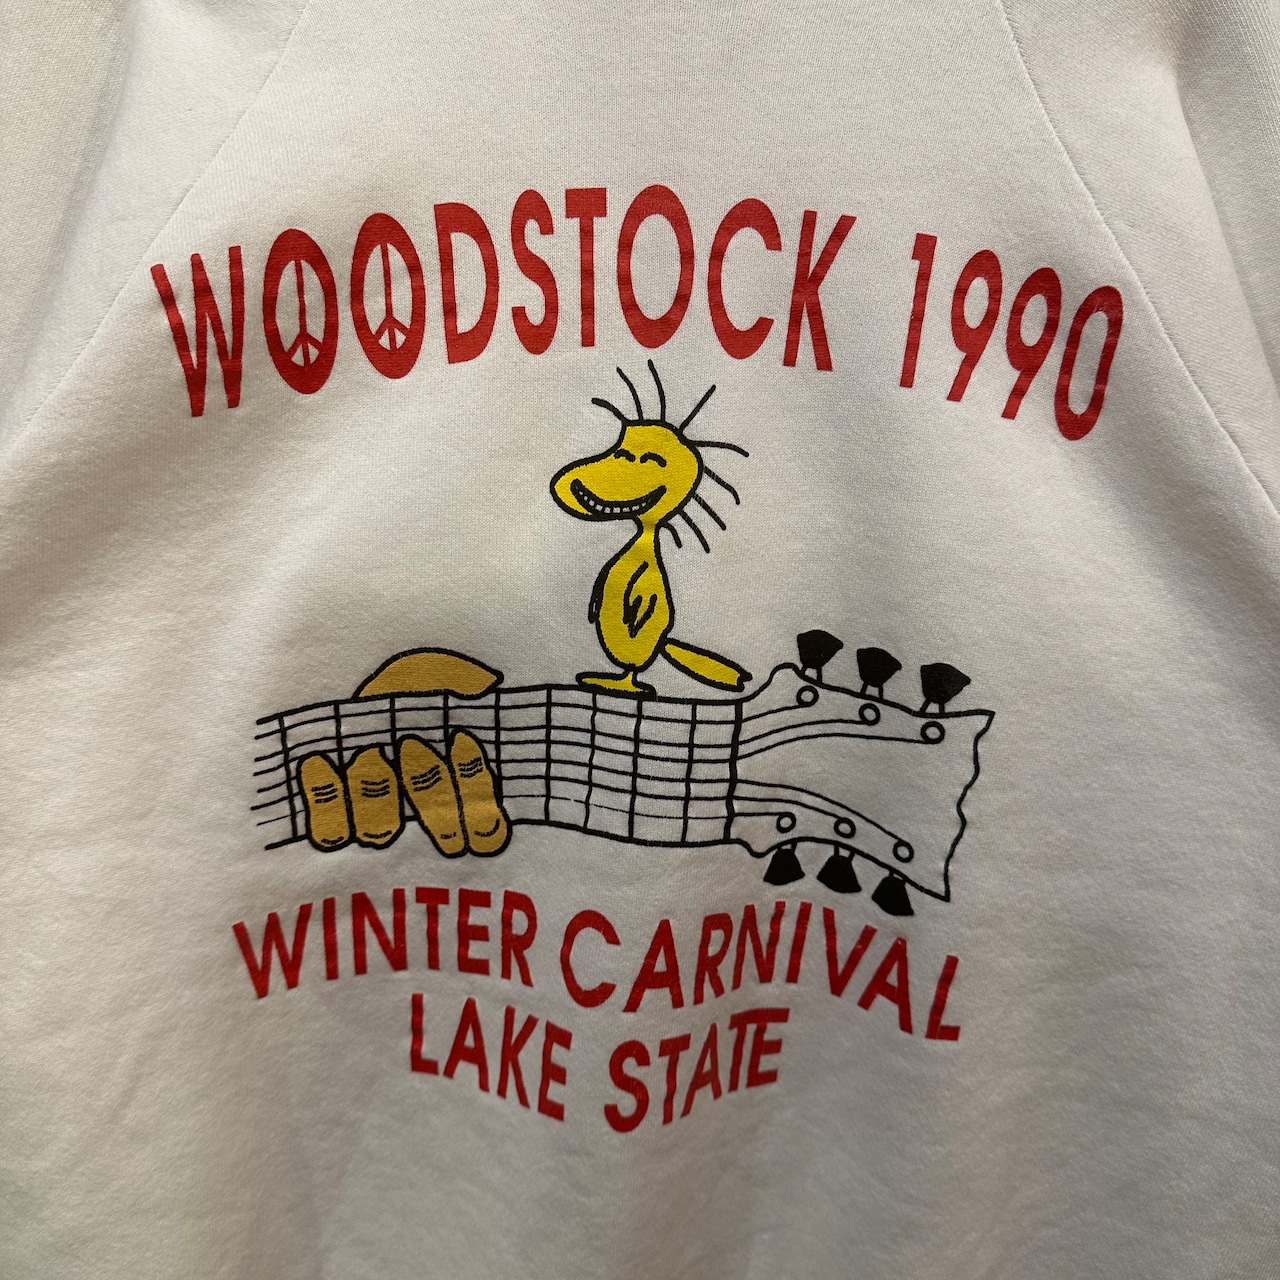 WOODSTOCK 1990
WINTER CARNIVAL
LAKE STATE